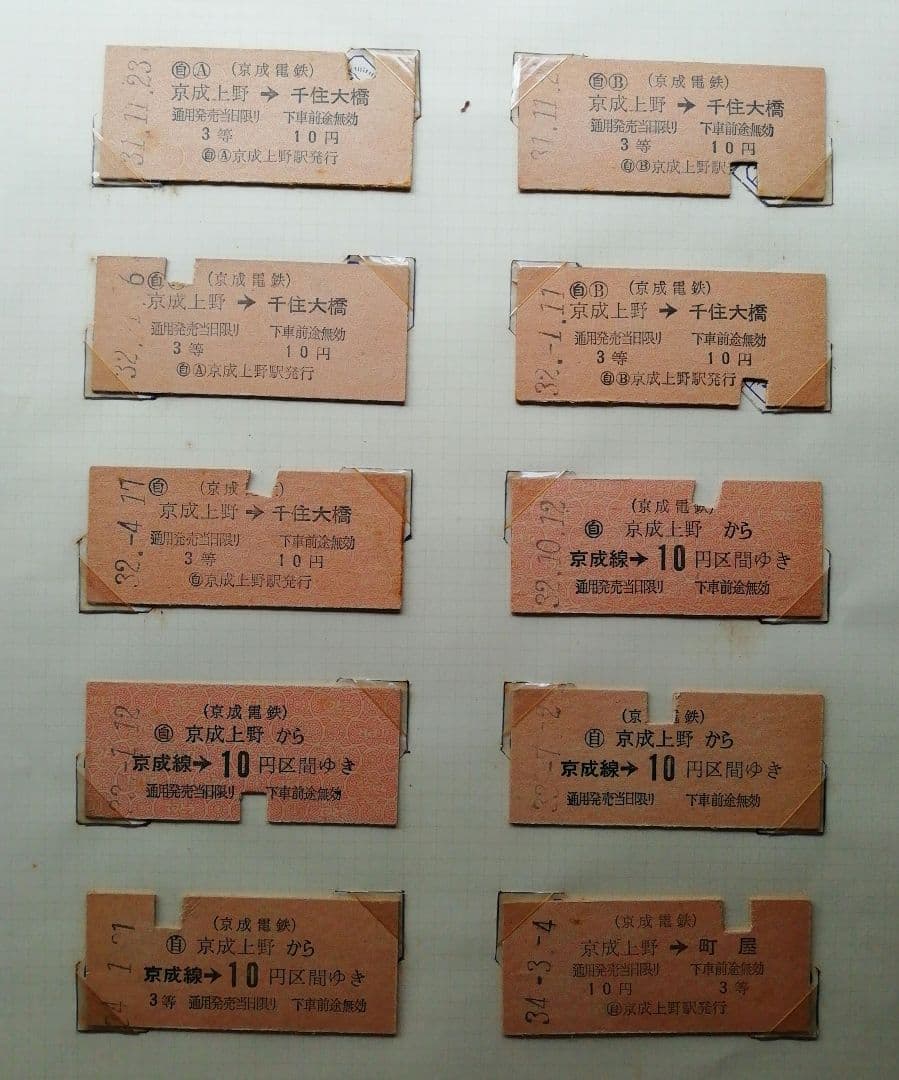 31.11.23
㊂Ⓐ (京成電鉄)
京成上野 → 千住大橋
通用発売当日限り 下車前途無効
3等 10円
自Ⓐ京成上野駅発行
31.11.
自Ⓑ (京成電鉄)
京成上野 → 千住大橋
通用発売当日限り 下車前途無効
3等 10円
自Ⓑ京成上野駅
32. 6
自 (京成電鉄)
京成上野 → 千住大橋
通用発売当日限り 下車前途無効
3等 10円
自Ⓐ京成上野駅発行
32.-1.17
自Ⓑ (京成電鉄)
京成上野 → 千住大橋
通用発売当日限り 下車前途無効
3等 10円
自Ⓑ京成上野駅発行
32.-4.17
自 (京成
京成上野 → 千住大橋
通用発売当日限り 下車前途無効
3等 10円
自京成上野駅発行
32.10.12
(京成電鉄)
自 京成上野 から
京成線→10円区間ゆき
通用発売当日限り 下車前途無効
(京成電鉄)
自 京成上野 から
京成線→10円区間ゆき
通用発売当日限り 下車前途無効
(京 電鉄)
自 京成上野 から
京成線→10円区間ゆき
通用発売当日限り 下車前途無効
(京成電鉄)
自 京成上野 から
京成線→10円区間ゆき
3等 通用発売当日限り 下車前途無効
34.-3.-4
(京成電鉄)
京成上野 → 町屋
通用発売当日限り 下車前途無効
10円 3等
自京成上野駅発行